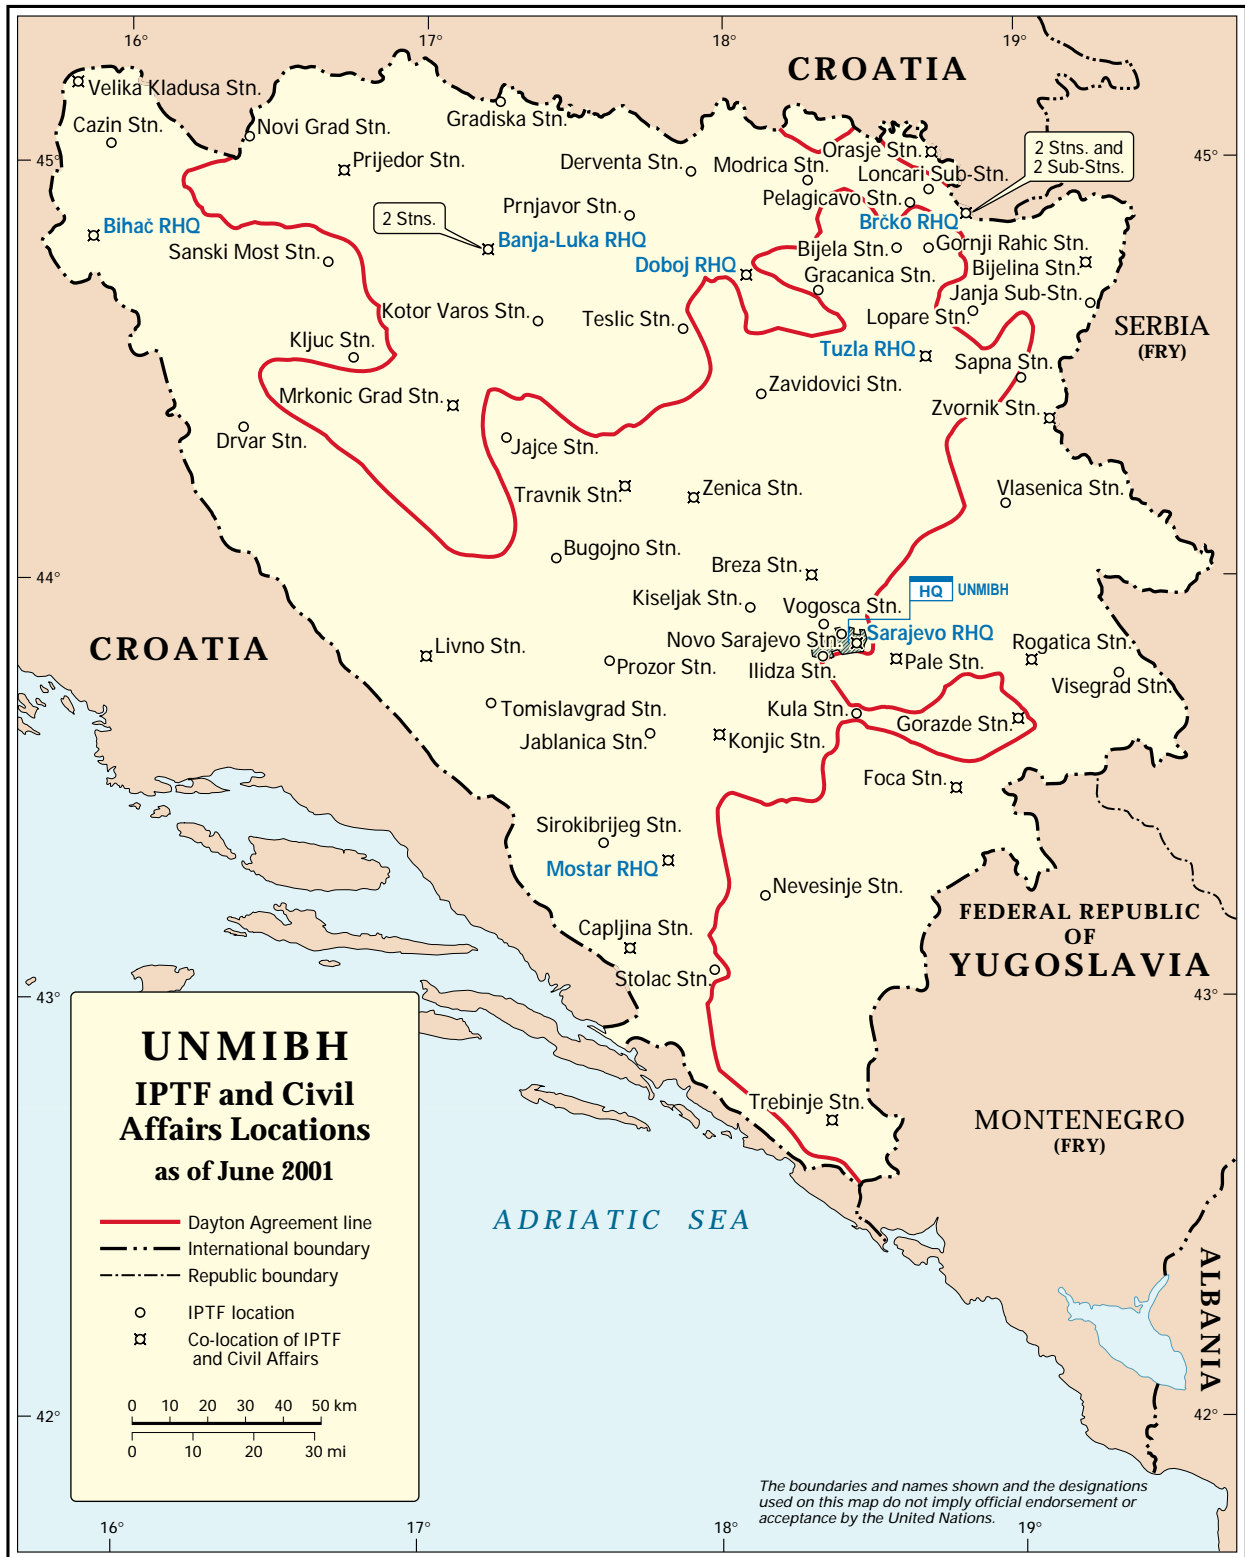 16°
17°
18°
19°
CROATIA
Velika Kladusa Stn.
Cazin Stn.
Novi Grad Stn.
Gradiska Stn.
45°
Prijedor Stn.
Derventa Stn.
Modrica Stn.
Orasje Stn.
Loncari Sub-Stn.
2 Stns. and
2 Sub-Stns.
45°
Pelagicavo Stn.
Prnjavor Stn.
2 Stns.
Bihač RHQ
Banja-Luka RHQ
Brčko RHQ
Sanski Most Stn.
Doboj RHQ
Bijela Stn.
Gornji Rahic Stn.
Gracanica Stn.
Bijelina Stn.
Janja Sub-Stn.
Kotor Varos Stn.
Teslic Stn.
Lopare Stn.
SERBIA
(FRY)
Kljuc Stn.
Tuzla RHQ
Sapna Stn.
Mrkonic Grad Stn.
Zavidovici Stn.
Zvornik Stn.
Drvar Stn.
Jajce Stn.
Travnik Stn.
Zenica Stn.
Vlasenica Stn.
Bugojno Stn.
Breza Stn.
44°
Kiseljak Stn.
Vogosca Stn.
HQ
UNMIBH
CROATIA
Livno Stn.
Novo Sarajevo Stn.
Sarajevo RHQ
Rogatica Stn.
Prozor Stn.
Ilidza Stn.
Pale Stn.
Visegrad Stn.
Tomislavgrad Stn.
Kula Stn.
Gorazde Stn.
Jablanica Stn.
Konjic Stn.
Foca Stn.
Sirokibrijeg Stn.
Mostar RHQ
Nevesinje Stn.
FEDERAL REPUBLIC
OF
YUGOSLAVIA
Capljina Stn.
Stolac Stn.
43°
43°
UNMIBH
IPTF and Civil
Affairs Locations
as of June 2001
Dayton Agreement line
International boundary
Republic boundary
IPTF location
Co-location of IPTF
and Civil Affairs
0 10 20 30 40 50 km
0 10 20 30 mi
Trebinje Stn.
MONTENEGRO
(FRY)
ADRIATIC SEA
ALBANIA
42°
42°
The boundaries and names shown and the designations
used on this map do not imply official endorsement or
acceptance by the United Nations.
16°
17°
18°
19°